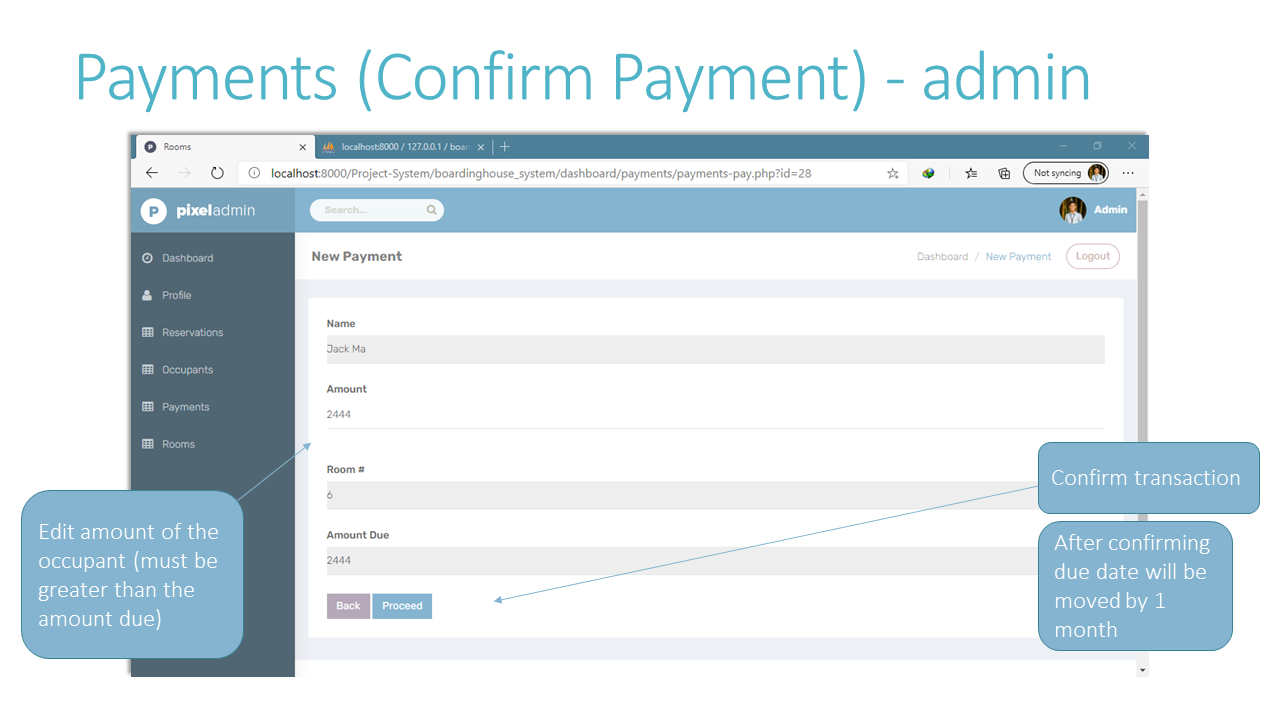 Payments (Confirm Payment) - admin
Rooms
localhost:8000 / 127.0.0.1 / boar
localhost:8000/Project-System/boardinghouse_system/dashboard/payments/payments-pay.php?id=28
Not syncing
P pixeladmin
Search...
Admin
Dashboard
Profile
Reservations
Occupants
Payments
Rooms
New Payment
Dashboard / New Payment
Logout
Name
Jack Ma
Amount
2444
Room #
6
Amount Due
2444
Back
Proceed
Edit amount of the
occupant (must be
greater than the
amount due)
Confirm transaction
After confirming
due date will be
moved by 1
month